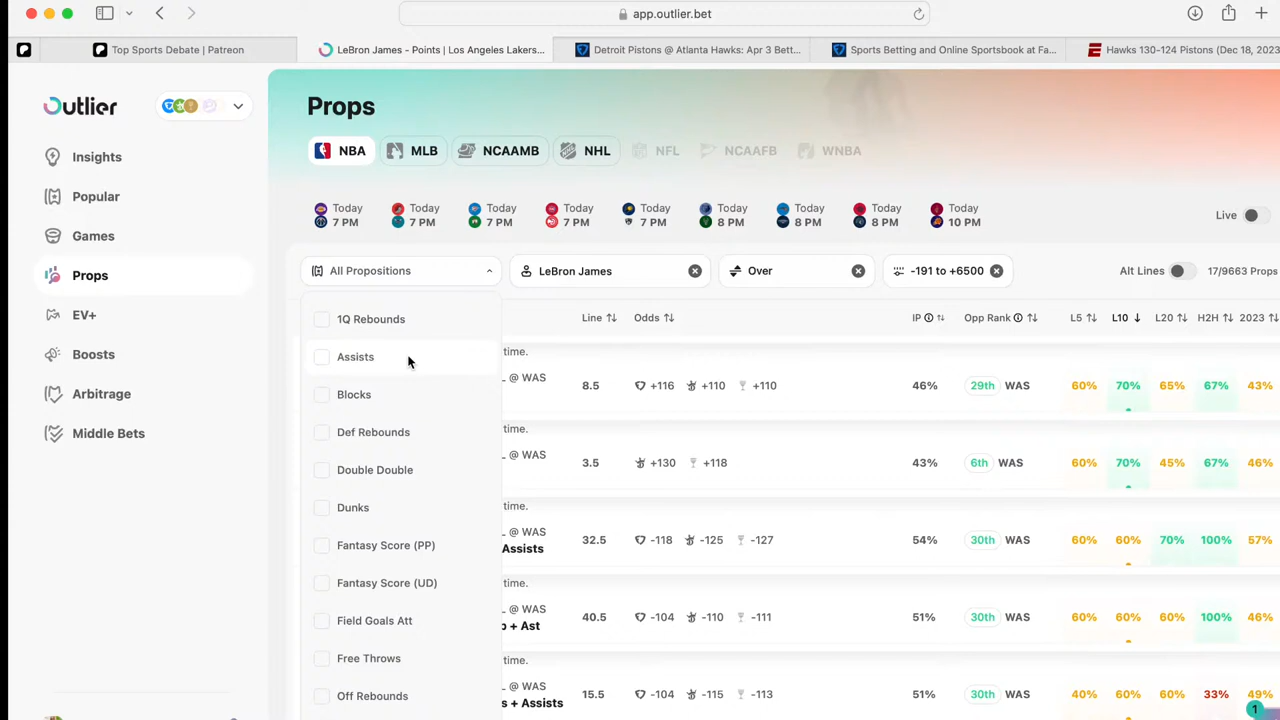 app.outlier.bet
Top Sports Debate | Patreon
LeBron James - Points | Los Angeles Lakers...
Detroit Pistons @ Atlanta Hawks: Apr 3 Bett...
Sports Betting and Online Sportsbook at Fa...
Hawks 130-124 Pistons (Dec 18, 2023
Outlier
Insights
Popular
Games
Props
EV+
Boosts
Arbitrage
Middle Bets
Props
NBA MLB NCAAMB NHL NFL NCAAFB WNBA
Today Today Today Today Today Today Today Today Today
7 PM 7 PM 7 PM 7 PM 7 PM 8 PM 8 PM 8 PM 10 PM
Live
All Propositions LeBron James Over -191 to +6500 Alt Lines 17/9663 Props
Line Odds IP Opp Rank L5 L10 L20 H2H 2023
1Q Rebounds
Assists
Blocks
Def Rebounds
Double Double
Dunks
Fantasy Score (PP)
Fantasy Score (UD)
Field Goals Att
Free Throws
Off Rebounds
time.
@ WAS
8.5 +116 +110 +110 46% 29th WAS 60% 70% 65% 67% 43%
time.
@ WAS
3.5 +130 +118 43% 6th WAS 60% 70% 45% 67% 46%
time.
@ WAS
Assists
32.5 -118 -125 -127 54% 30th WAS 60% 60% 70% 100% 57%
time.
@ WAS
+ Ast
40.5 -104 -110 -111 51% 30th WAS 60% 60% 60% 100% 46%
time.
@ WAS
+ Assists
15.5 -104 -115 -113 51% 30th WAS 40% 60% 60% 33% 49%
1